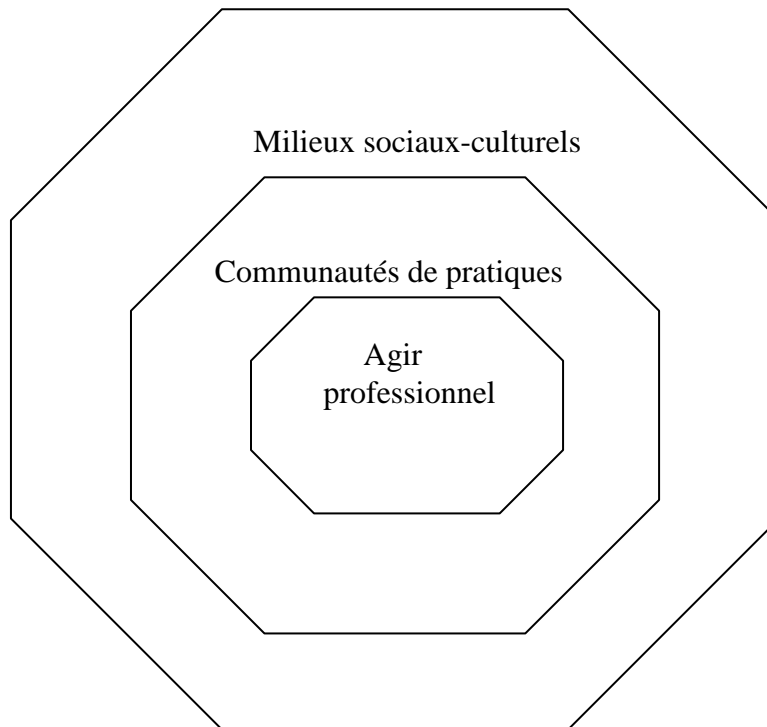 Milieux sociaux-culturels
Communautés de pratiques
Agir
professionnel